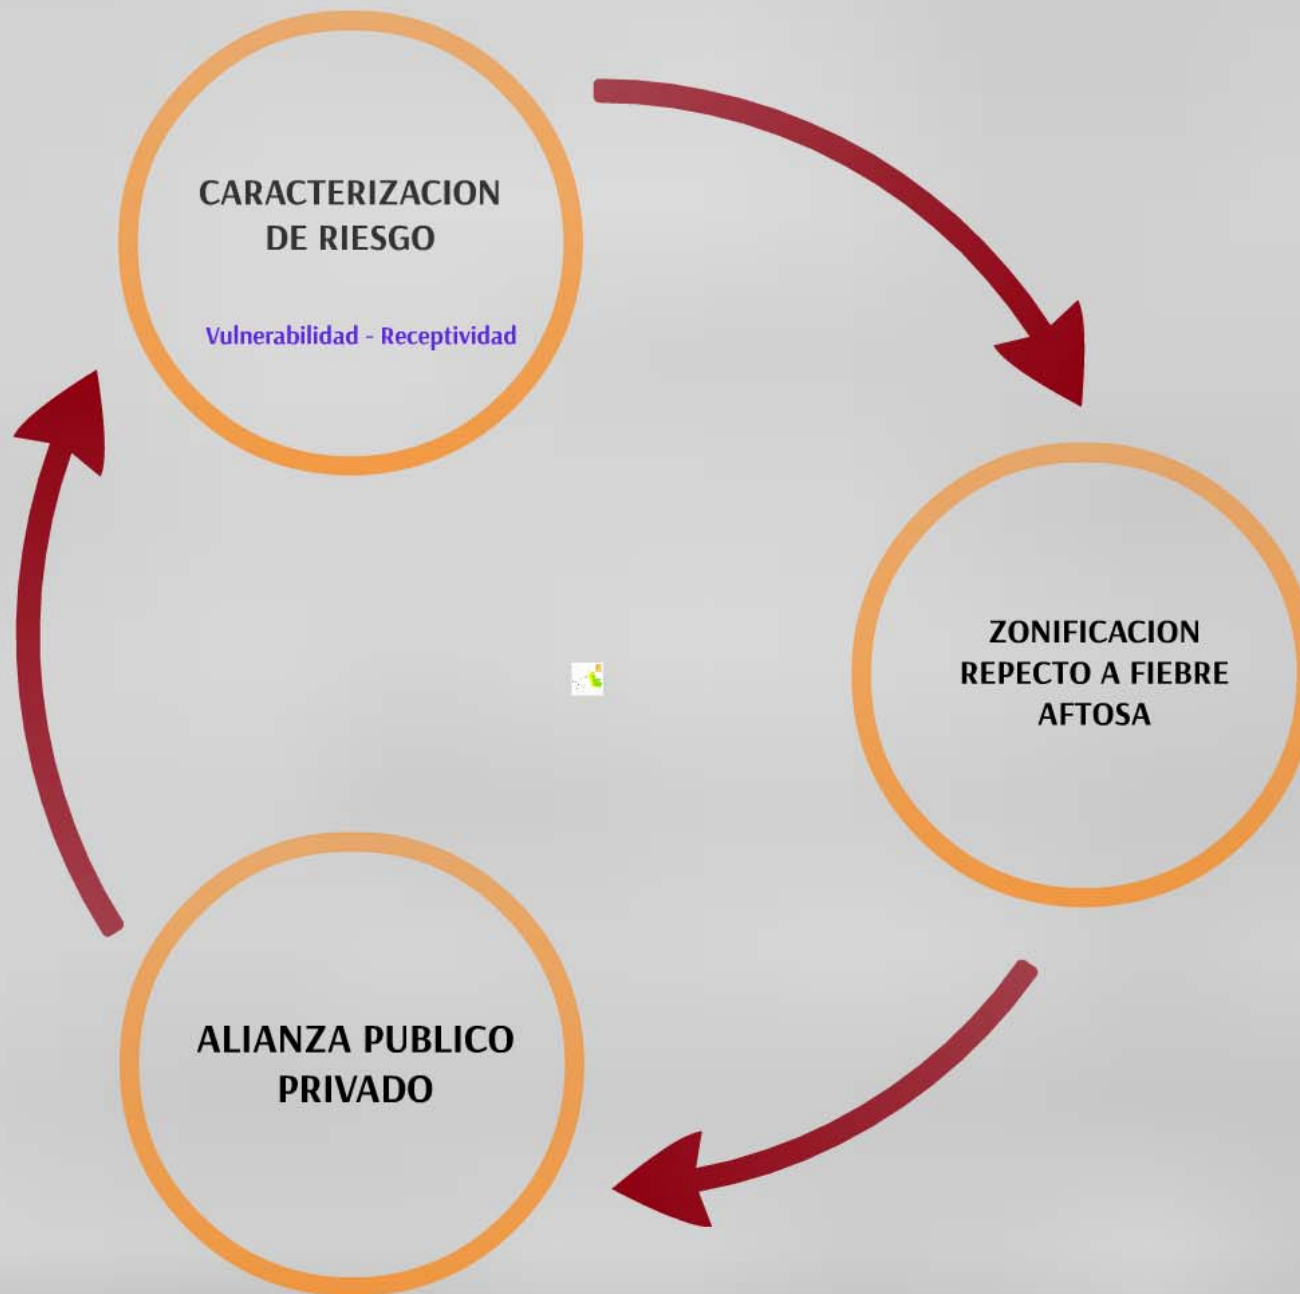 CARACTERIZACION
DE RIESGO
Vulnerabilidad - Receptividad
ZONIFICACION
REPECTO A FIEBRE
AFTOSA
ALIANZA PUBLICO
PRIVADO